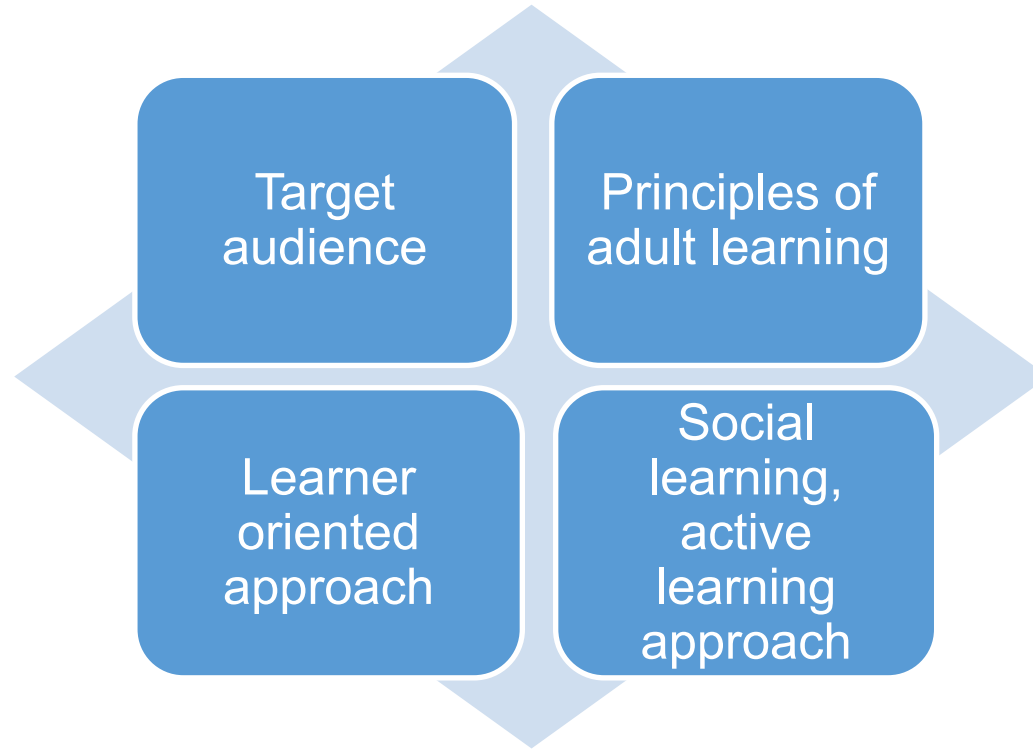 Target
audience
Principles of
adult learning
Learner
oriented
approach
Social
learning,
active
learning
approach